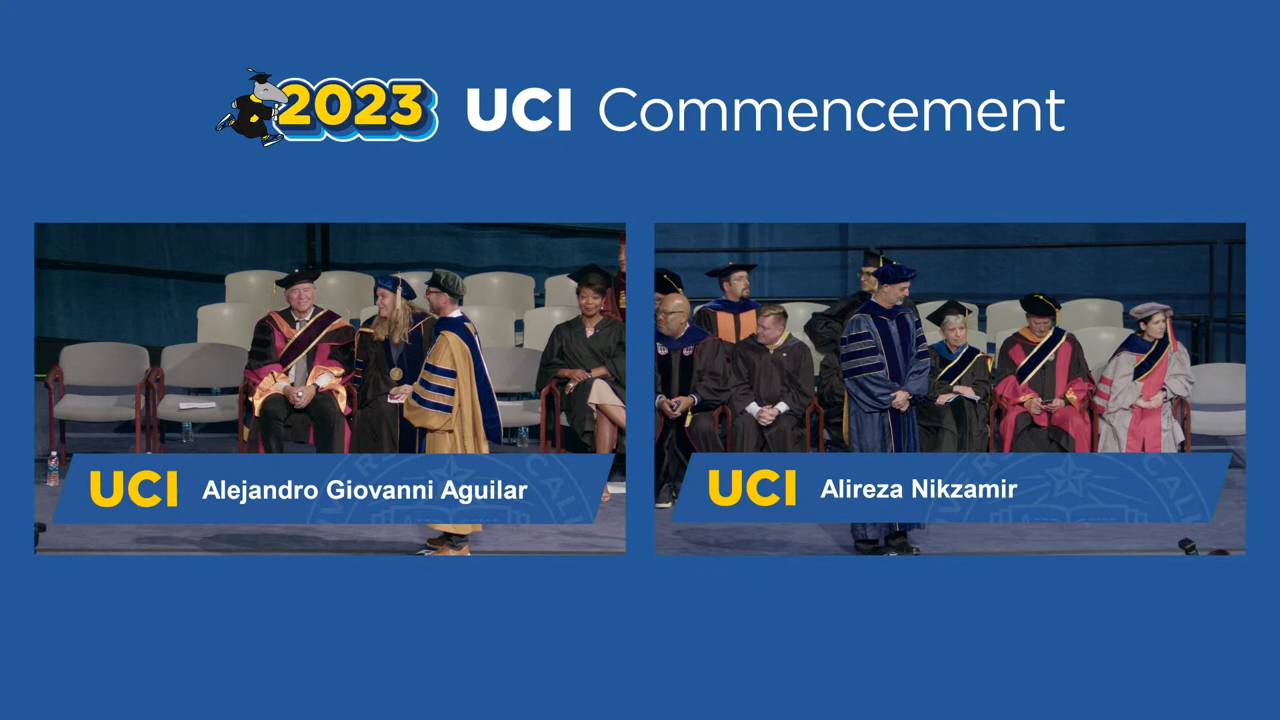 2023 UCI Commencement
UCI Alejandro Giovanni Aguilar
UCI Alireza Nikzamir